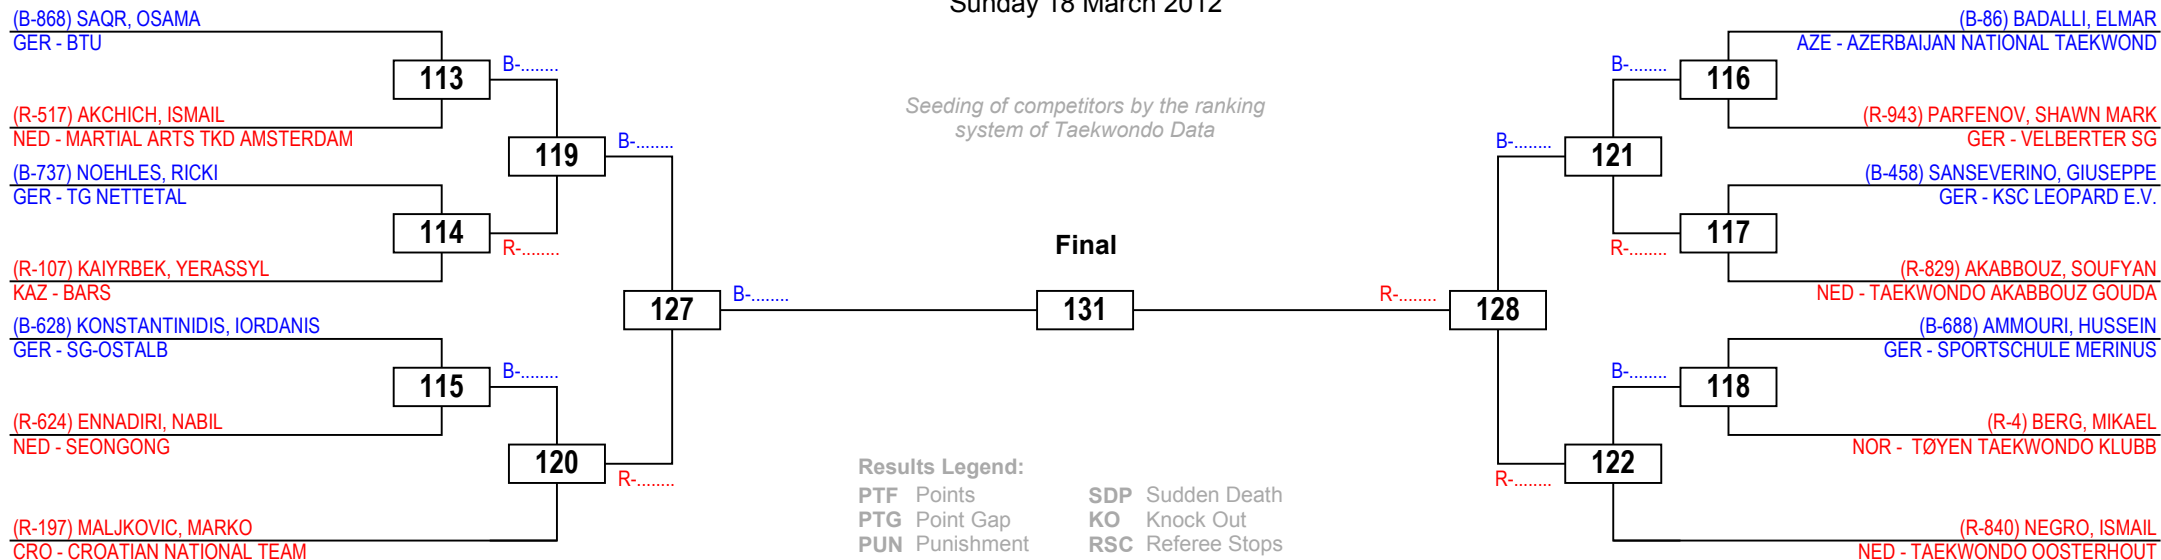 Sunday 18 March 2012
(B-868) SAQR, OSAMA
GER - BTU
113
B-........
(R-517) AKCHICH, ISMAIL
NED - MARTIAL ARTS TKD AMSTERDAM
119
B-........
(B-737) NOEHLES, RICKI
GER - TG NETTETAL
114
R-........
(R-107) KAIYRBEK, YERASSYL
KAZ - BARS
127
B-........
(B-628) KONSTANTINIDIS, IORDANIS
GER - SG-OSTALB
115
B-........
(R-624) ENNADIRI, NABIL
NED - SEONGONG
120
R-........
(R-197) MALJKOVIC, MARKO
CRO - CROATIAN NATIONAL TEAM
Seeding of competitors by the ranking
system of Taekwondo Data
Final
131
Results Legend:
PTF Points
SDP Sudden Death
PTG Point Gap
KO Knock Out
PUN Punishment
RSC Referee Stops
(B-86) BADALLI, ELMAR
AZE - AZERBAIJAN NATIONAL TAEKWOND
B-........
116
(R-943) PARFENOV, SHAWN MARK
GER - VELBERTER SG
B-........
121
(B-458) SANSEVERINO, GIUSEPPE
GER - KSC LEOPARD E.V.
R-........
117
(R-829) AKABBOUZ, SOUFYAN
NED - TAEKWONDO AKABBOUZ GOUDA
R-........
128
(B-688) AMMOURI, HUSSEIN
GER - SPORTSCHULE MERINUS
B-........
118
(R-4) BERG, MIKAEL
NOR - TØYEN TAEKWONDO KLUBB
R-........
122
(R-840) NEGRO, ISMAIL
NED - TAEKWONDO OOSTERHOUT